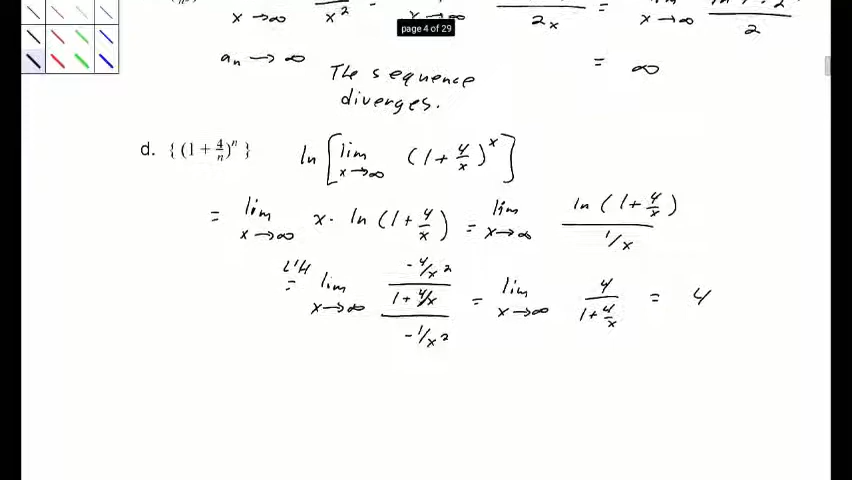 x→∞ x² = x→∞ 2x = x→∞ 2
page 4 of 29
aₙ → ∞ The sequence diverges. = ∞
d. { (1 + 4/n)ⁿ } ln [ lim x→∞ (1 + 4/x)ˣ ]
= lim x→∞ x · ln (1 + 4/x) = lim x→∞ ln (1 + 4/x) / 1/x
L'H = lim x→∞ -4/x² / 1 + 4/x / -1/x² = lim x→∞ 4 / 1 + 4/x = 4